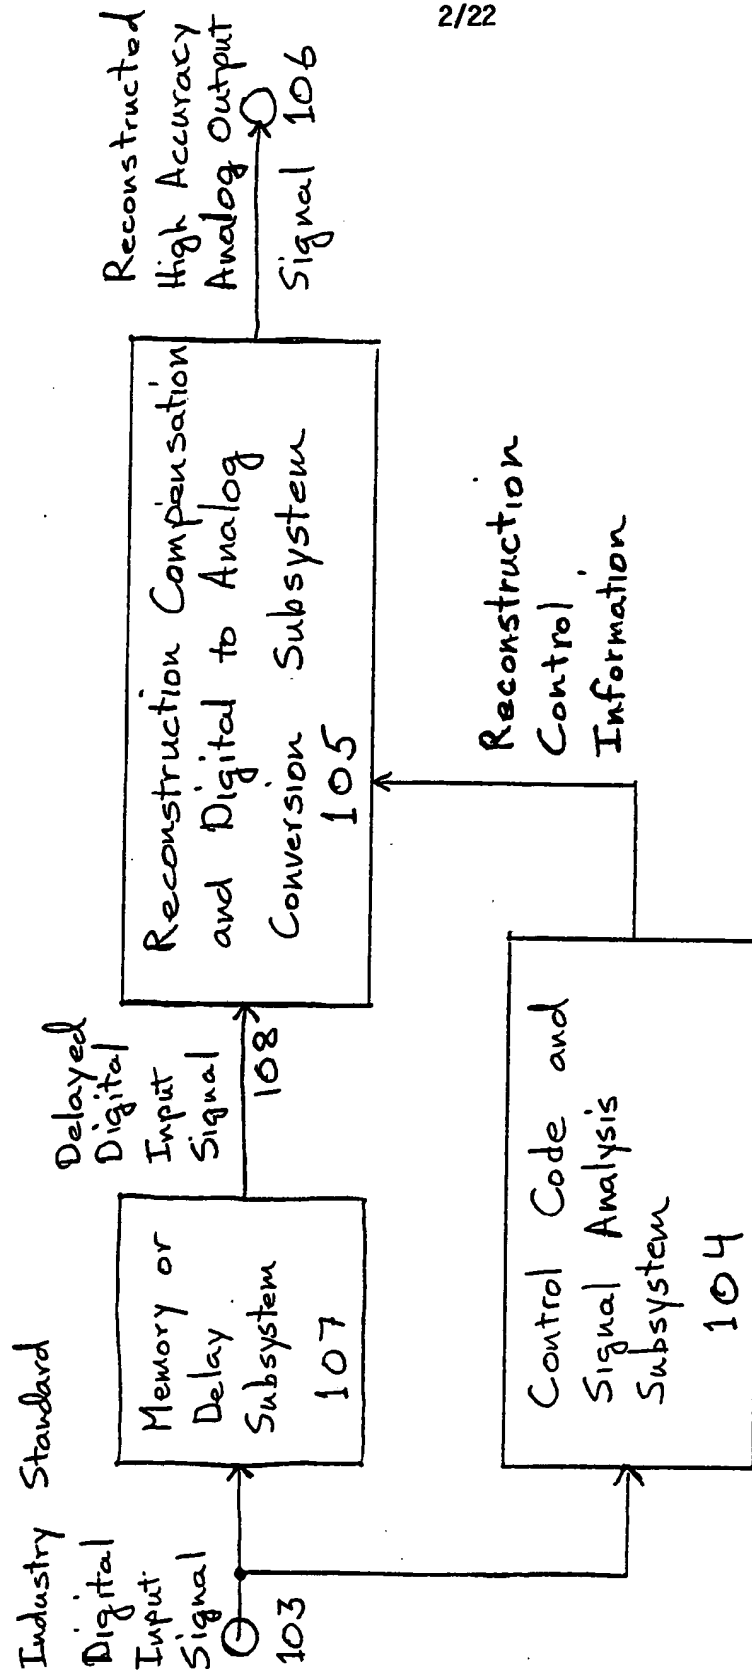 2/22
Industry Standard
Digital
Input
Signal
103
Memory or
Delay
Subsystem
107
Delayed
Digital
Input
Signal
108
Reconstruction Compensation
and Digital to Analog
Conversion Subsystem
105
Reconstructed
High Accuracy
Analog Output
Signal 106
Control Code and
Signal Analysis
Subsystem
104
Reconstruction
Control
Information